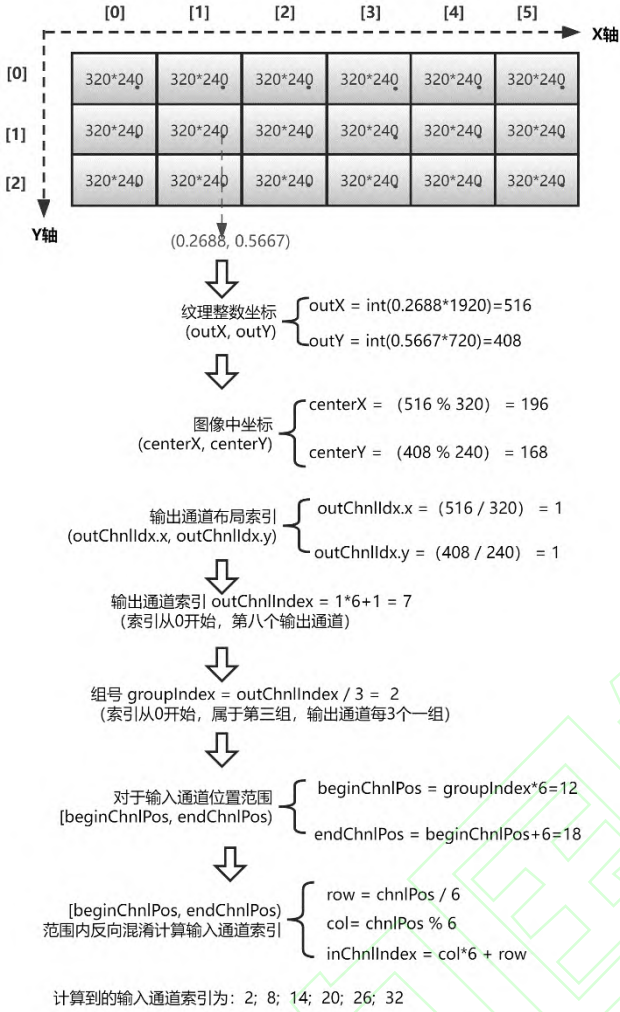 [0] [1] [2] [3] [4] [5]
X轴
[0] 320*240 320*240 320*240 320*240 320*240 320*240
[1] 320*240 320*240 320*240 320*240 320*240 320*240
[2] 320*240 320*240 320*240 320*240 320*240 320*240
Y轴
(0.2688, 0.5667)
纹理整数坐标
(outX, outY)
outX = int(0.2688*1920)=516
outY = int(0.5667*720)=408
图像中坐标
(centerX, centerY)
centerX = （516 % 320） = 196
centerY = （408 % 240） = 168
输出通道布局索引
(outChnlIdx.x, outChnlIdx.y)
outChnlIdx.x =（516 / 320） = 1
outChnlIdx.y =（408 / 240） = 1
输出通道索引 outChnlIndex = 1*6+1 = 7
（索引从0开始，第八个输出通道）
组号 groupIndex = outChnlIndex / 3 = 2
（索引从0开始，属于第三组，输出通道每3个一组）
对于输入通道位置范围
[beginChnlPos, endChnlPos)
beginChnlPos = groupIndex*6=12
endChnlPos = beginChnlPos+6=18
[beginChnlPos, endChnlPos)
范围内反向混淆计算输入通道索引
row = chnlPos / 6
col= chnlPos % 6
inChnlIndex = col*6 + row
计算到的输入通道索引为：2；8；14；20；26；32